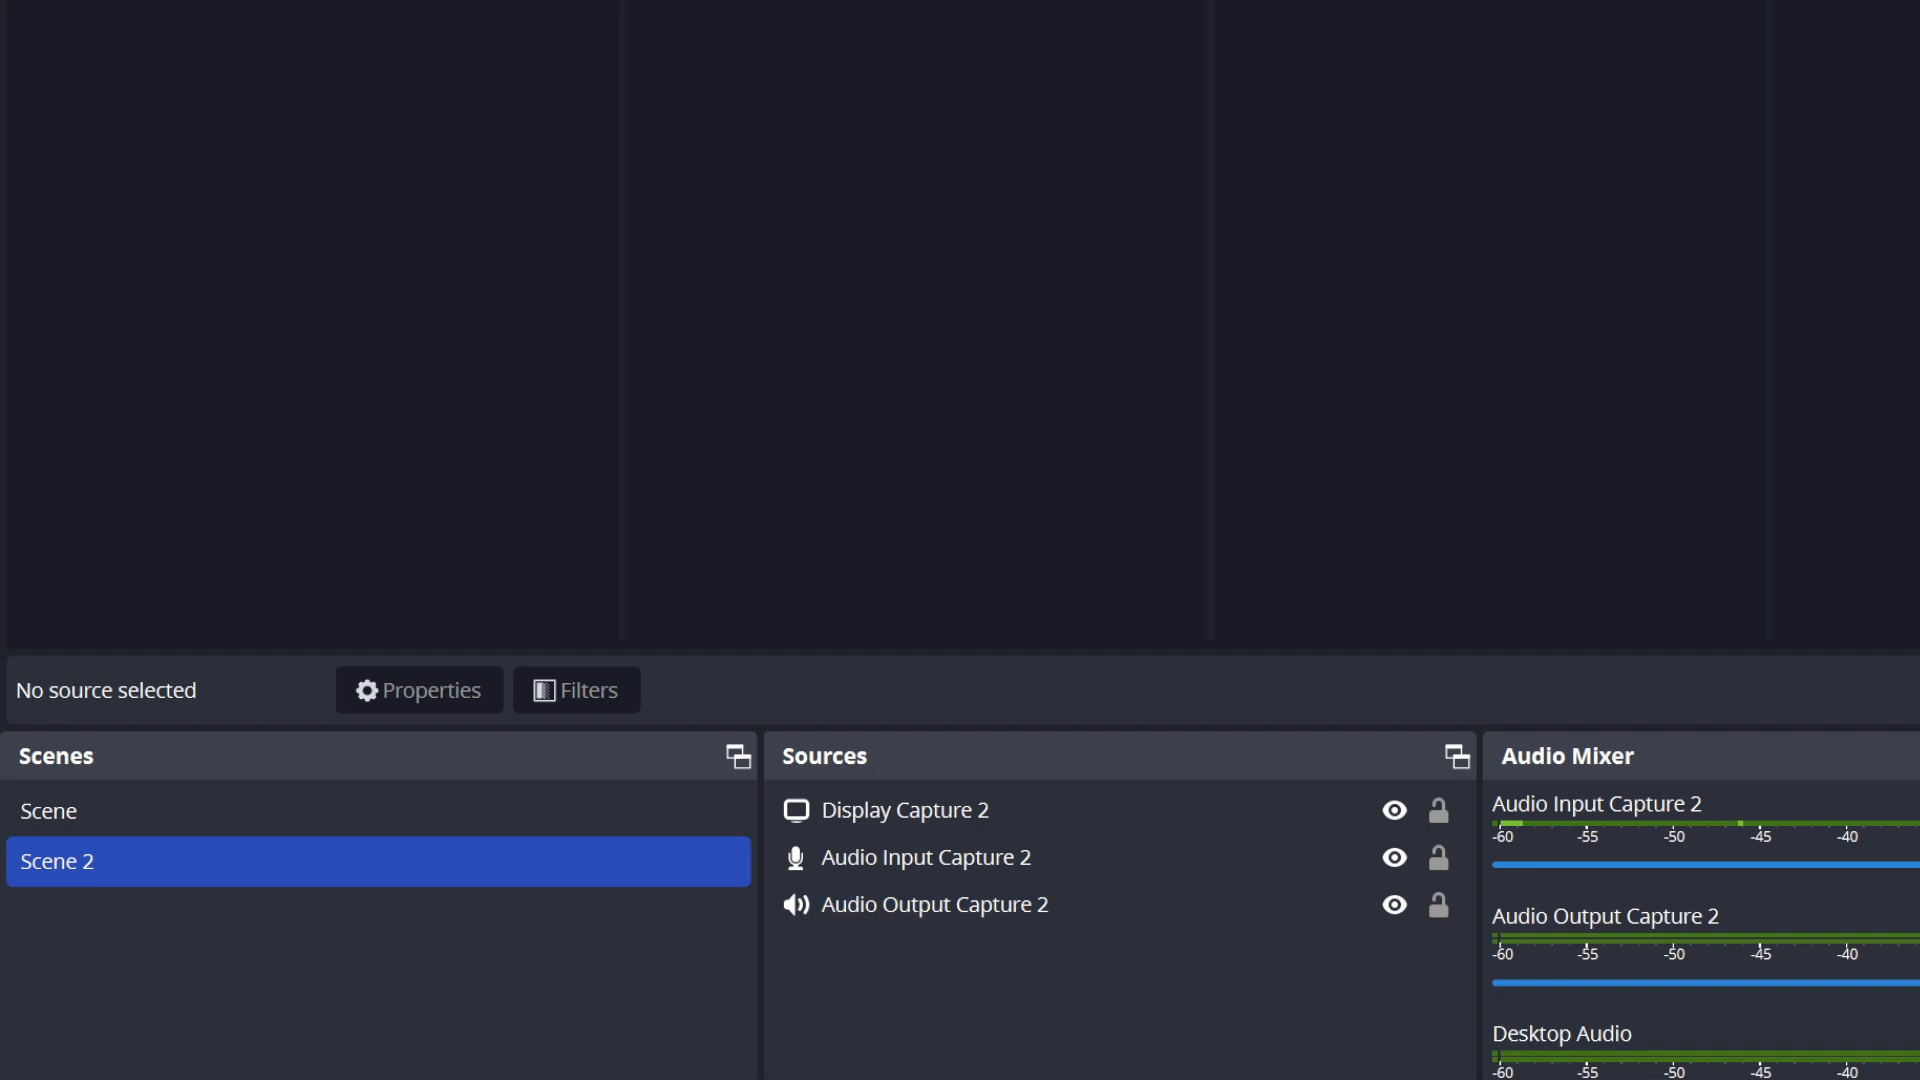 No source selected
Properties
Filters
Scenes
Scene
Scene 2
Sources
Display Capture 2
Audio Input Capture 2
Audio Output Capture 2
Audio Mixer
Audio Input Capture 2
-60 -55 -50 -45 -40
Audio Output Capture 2
-60 -55 -50 -45 -40
Desktop Audio
-60 -55 -50 -45 -40